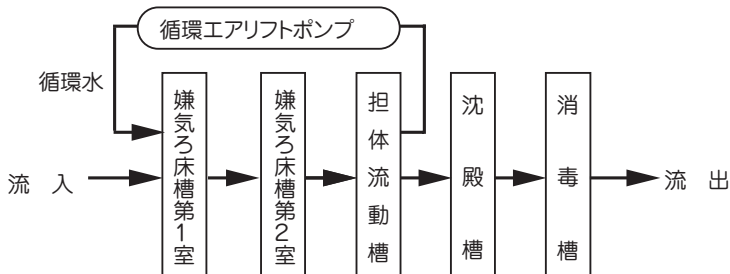 循環エアリフトポンプ
循環水
流入
嫌気ろ床槽第1室
嫌気ろ床槽第2室
担体流動槽
沈殿槽
消毒槽
流出